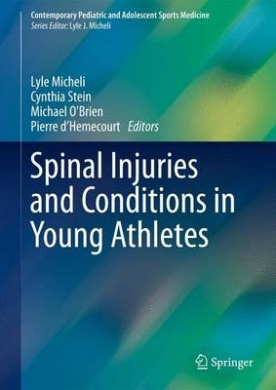 Contemporary Pediatric and Adolescent Sports Medicine
Series Editor: Lyle J. Micheli
Lyle Micheli
Cynthia Stein
Michael O'Brien
Pierre d'Hemecourt Editors
Spinal Injuries
and Conditions in
Young Athletes
Springer